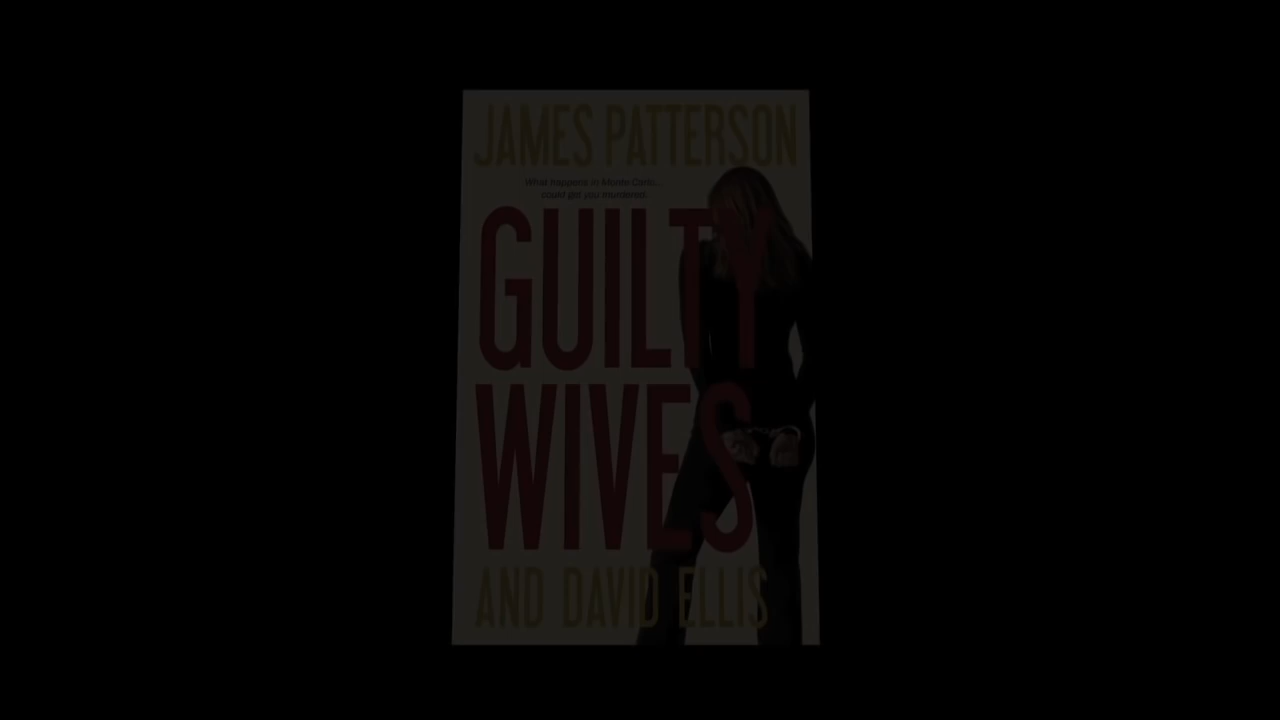 JAMES PATTERSON
What happens in Monte Carlo...
could get you murdered.
GUILTY
WIVES
AND DAVID ELLIS